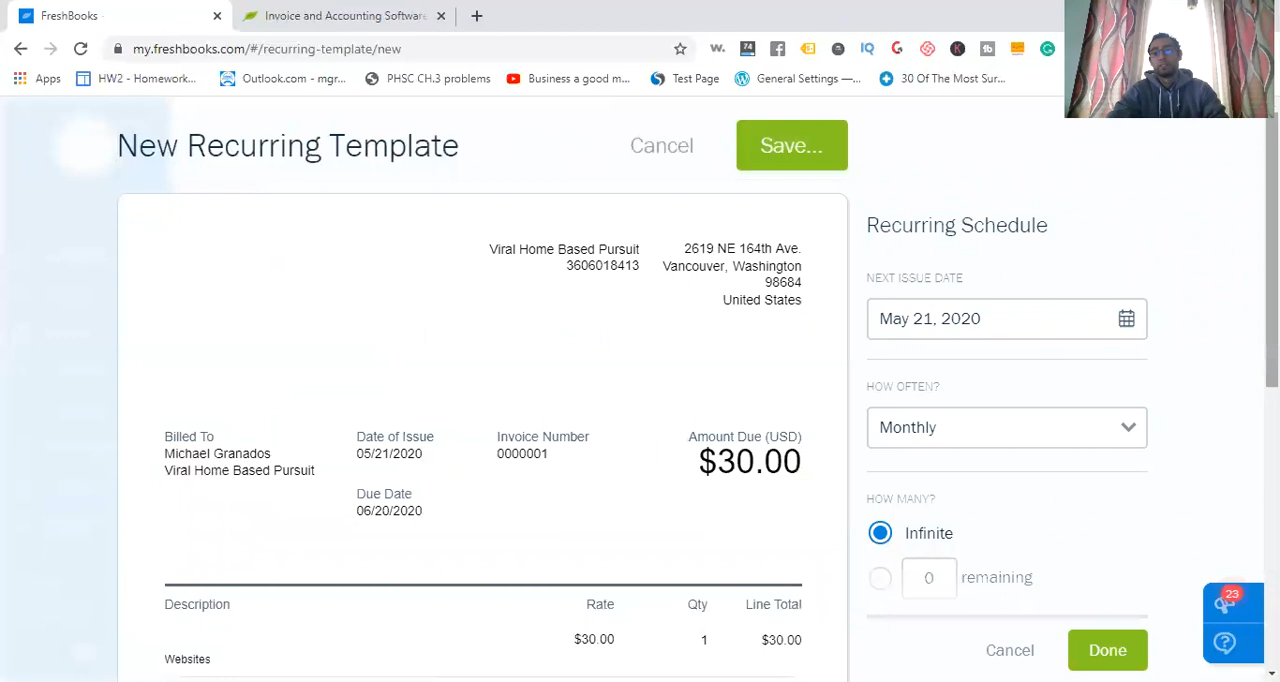 FreshBooks
Invoice and Accounting Software
my.freshbooks.com/#/recurring-template/new
Apps
HW2 - Homework...
Outlook.com - mgr...
PHSC CH.3 problems
Business a good m...
Test Page
General Settings —...
30 Of The Most Sur...
New Recurring Template
Cancel
Save...
Viral Home Based Pursuit
3606018413
2619 NE 164th Ave.
Vancouver, Washington
98684
United States
Billed To
Michael Granados
Viral Home Based Pursuit
Date of Issue
05/21/2020
Due Date
06/20/2020
Invoice Number
0000001
Amount Due (USD)
$30.00
Description
Rate
Qty
Line Total
$30.00
1
$30.00
Websites
Recurring Schedule
NEXT ISSUE DATE
May 21, 2020
HOW OFTEN?
Monthly
HOW MANY?
Infinite
0
remaining
Cancel
Done
23